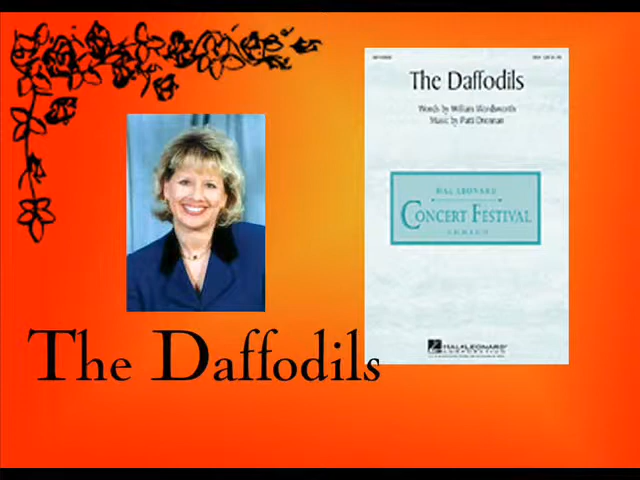 The Daffodils
Words by William Wordsworth
Music by Patti Drennan
HAL LEONARD
CONCERT FESTIVAL
SERIES
HAL•LEONARD®
CORPORATION
The Daffodils